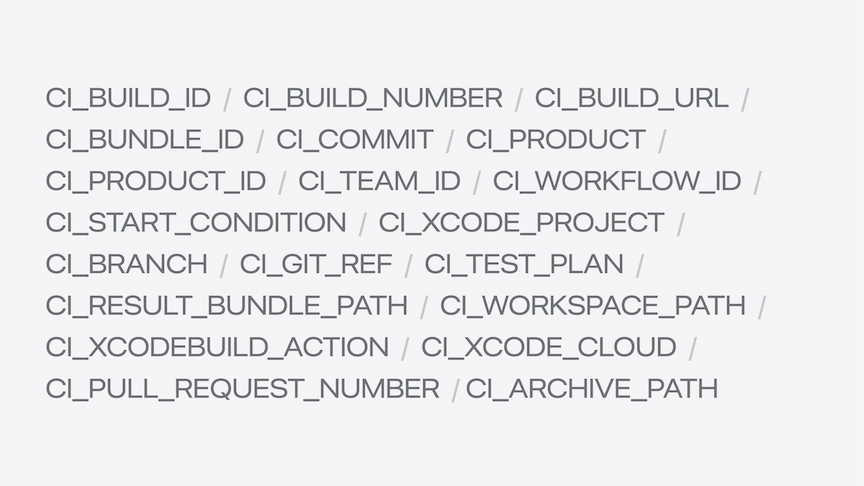 CI_BUILD_ID / CI_BUILD_NUMBER / CI_BUILD_URL /
CI_BUNDLE_ID / CI_COMMIT / CI_PRODUCT /
CI_PRODUCT_ID / CI_TEAM_ID / CI_WORKFLOW_ID /
CI_START_CONDITION / CI_XCODE_PROJECT /
CI_BRANCH / CI_GIT_REF / CI_TEST_PLAN /
CI_RESULT_BUNDLE_PATH / CI_WORKSPACE_PATH /
CI_XCODEBUILD_ACTION / CI_XCODE_CLOUD /
CI_PULL_REQUEST_NUMBER / CI_ARCHIVE_PATH